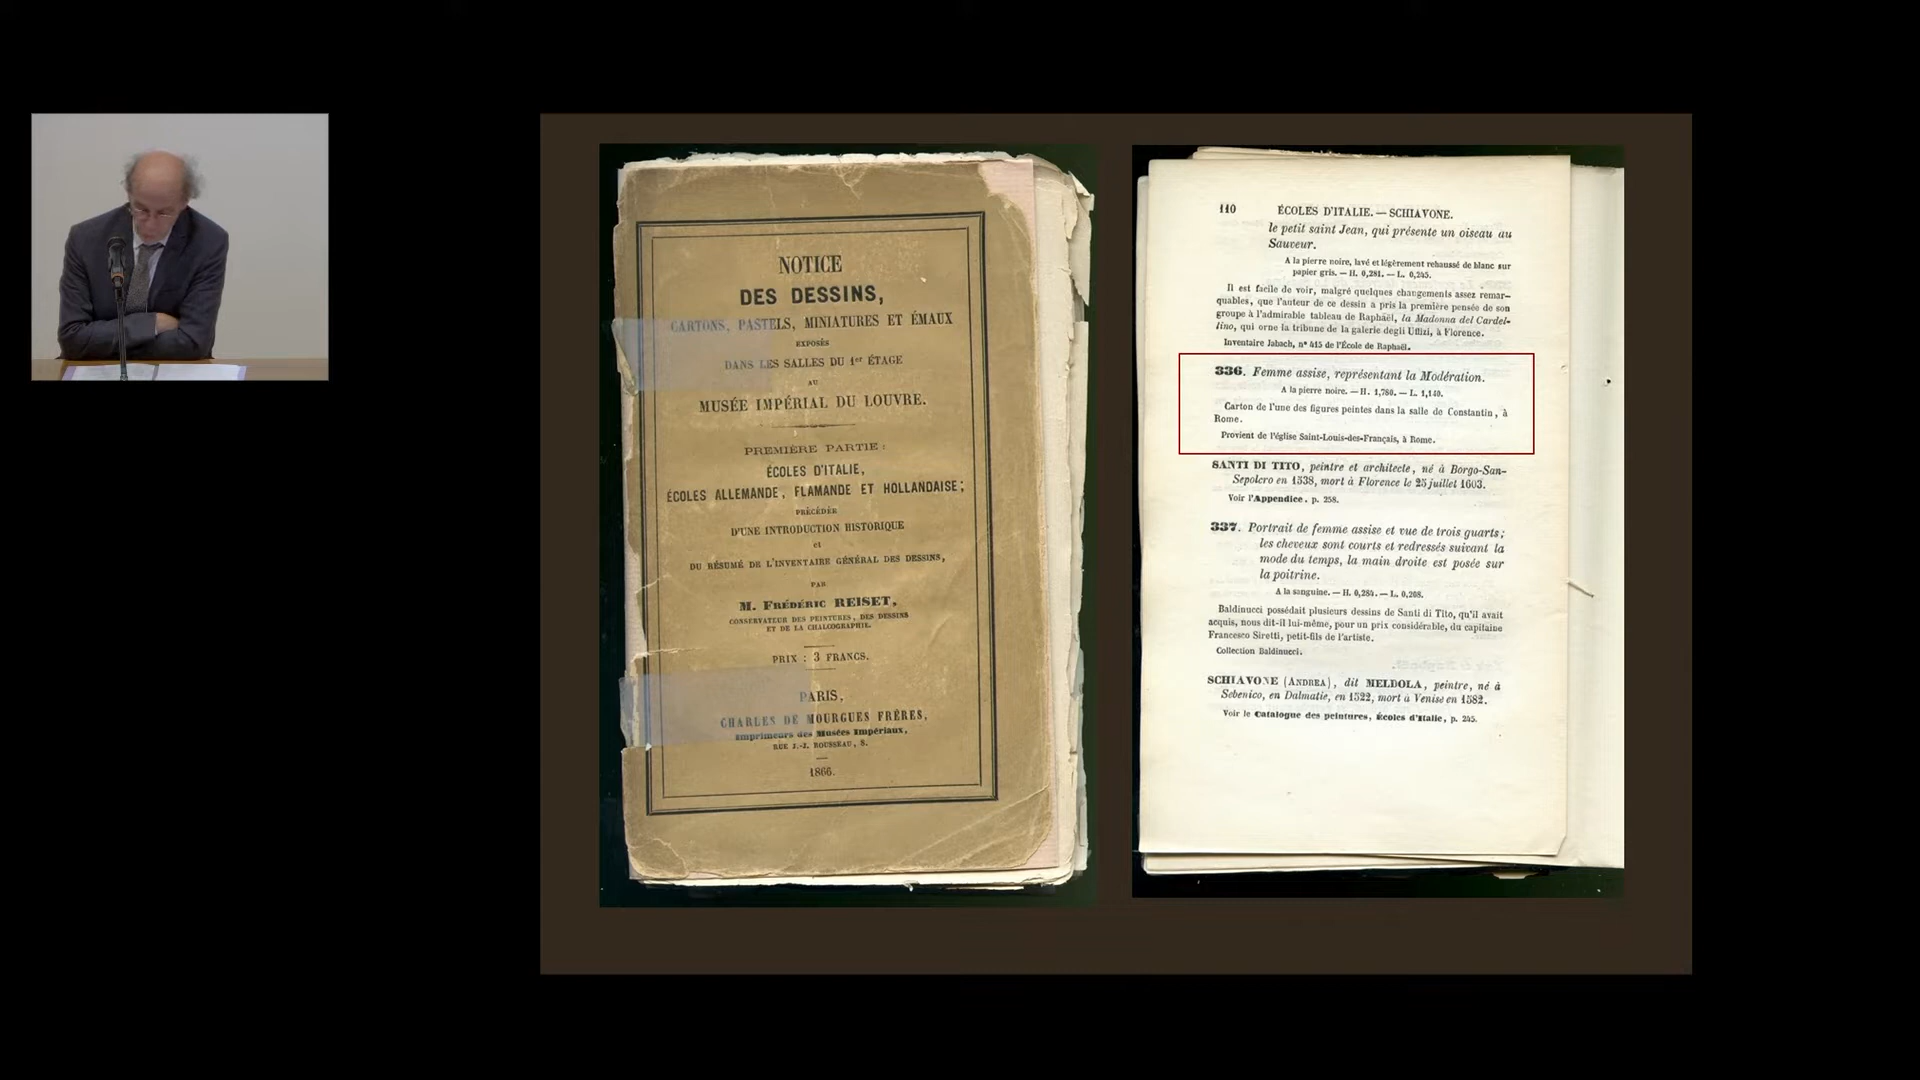 NOTICE
DES DESSINS,
CARTONS, PASTELS, MINIATURES ET ÉMAUX
EXPOSÉS
DANS LES SALLES DU 1er ÉTAGE
AU
MUSÉE IMPÉRIAL DU LOUVRE.
PREMIÈRE PARTIE :
ÉCOLES D'ITALIE,
ÉCOLES ALLEMANDE, FLAMANDE ET HOLLANDAISE;
PRÉCÉDÉE
D'UNE INTRODUCTION HISTORIQUE
et
DU RÉSUMÉ DE L'INVENTAIRE GÉNÉRAL DES DESSINS,
PAR
M. FRÉDÉRIC REISET,
CONSERVATEUR DES PEINTURES, DES DESSINS
ET DE LA CHALCOGRAPHIE.
PRIX : 3 FRANCS.
PARIS,
CHARLES DE MOURGUES FRÈRES,
Imprimeurs des Musées Impériaux,
RUE J.-J. ROUSSEAU, 8.
1866.
110 ÉCOLES D'ITALIE. — SCHIAVONE.
le petit saint Jean, qui présente un oiseau au
Sauveur.
A la pierre noire, lavé et légèrement rehaussé de blanc sur
papier gris. — H. 0,281. — L. 0,245.
Il est facile de voir, malgré quelques changements assez remar-
quables, que l'auteur de ce dessin a pris la première pensée de son
groupe à l'admirable tableau de Raphaël, la Madonna del Cardel-
lino, qui orne la tribune de la galerie degli Uffizi, à Florence.
Inventaire Jabach, n° 415 de l'École de Raphaël.
336. Femme assise, représentant la Modération.
A la pierre noire. — H. 1,780. — L. 1,140.
Carton de l'une des figures peintes dans la salle de Constantin, à
Rome.
Provient de l'église Saint-Louis-des-Français, à Rome.
SANTI DI TITO, peintre et architecte, né à Borgo-San-
Sepolcro en 1538, mort à Florence le 25 juillet 1603.
Voir l'Appendice, p. 258.
337. Portrait de femme assise et vue de trois quarts;
les cheveux sont courts et redressés suivant la
mode du temps, la main droite est posée sur
la poitrine.
A la sanguine. — H. 0,284. — L. 0,208.
Baldinucci possédait plusieurs dessins de Santi di Tito, qu'il avait
acquis, nous dit-il lui-même, pour un prix considérable, du capitaine
Francesco Siretti, petit-fils de l'artiste.
Collection Baldinucci.
SCHIAVONE (ANDREA), dit MELDOLA, peintre, né à
Sebenico, en Dalmatie, en 1522, mort à Venise en 1582.
Voir le Catalogue des peintures, Écoles d'Italie, p. 245.